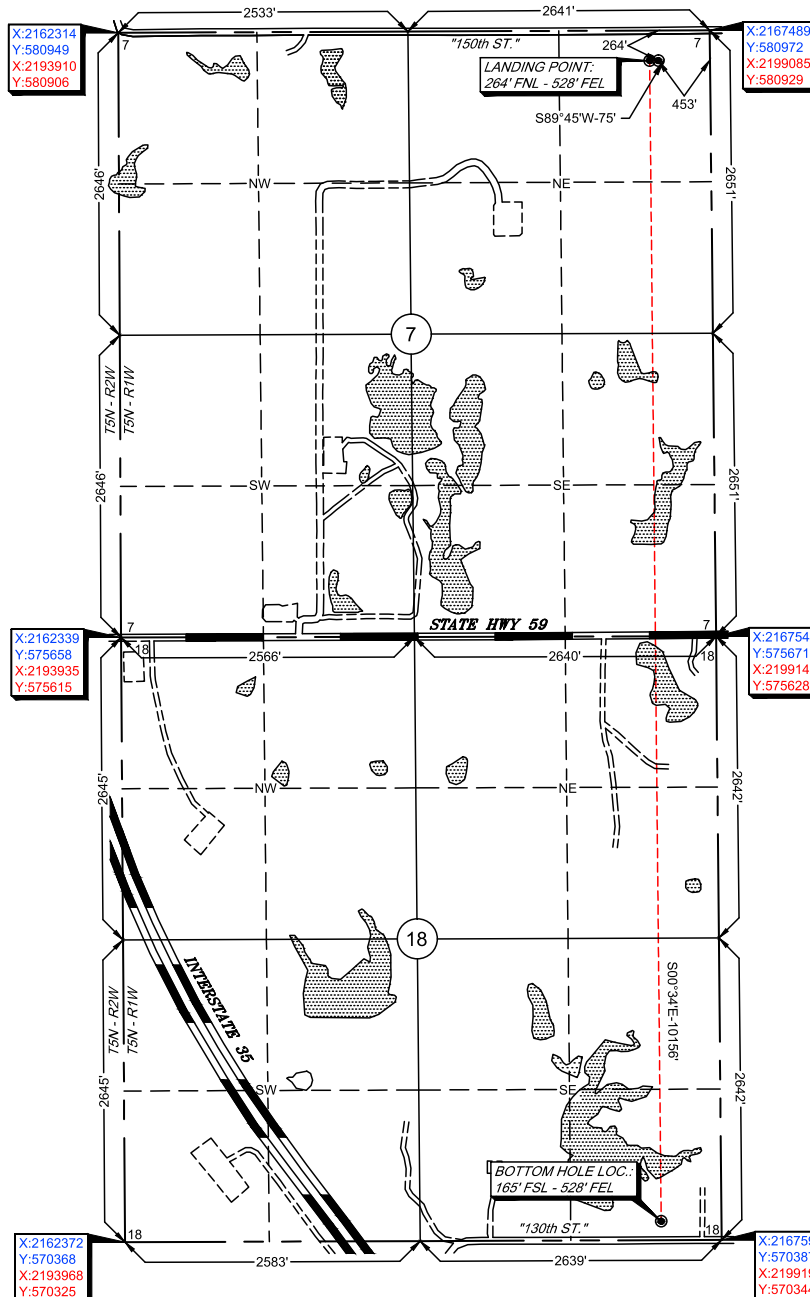 2533'
2641'
X:2162314
Y:580949
X:2193910
Y:580906
X:2167489
Y:580972
X:2199085
Y:580929
7
"150th ST."
264'
7
LANDING POINT:
264' FNL - 528' FEL
S89°45'W-75'
453'
2646'
NW
NE
2651'
7
T5N - R2W
T5N - R1W
2646'
SW
SE
2651'
7
STATE HWY 59
7
X:2162339
Y:575658
X:2193935
Y:575615
X:216754
Y:575671
X:219914
Y:575628
18
2566'
2640'
18
2645'
NW
NE
2642'
18
INTERSTATE 35
S00°34'E-10156'
T5N - R2W
T5N - R1W
2645'
SW
SE
2642'
BOTTOM HOLE LOC.:
165' FSL - 528' FEL
18
"130th ST."
18
X:2162372
Y:570368
X:2193968
Y:570325
2583'
2639'
X:216759
Y:570387
X:219919
Y:570344